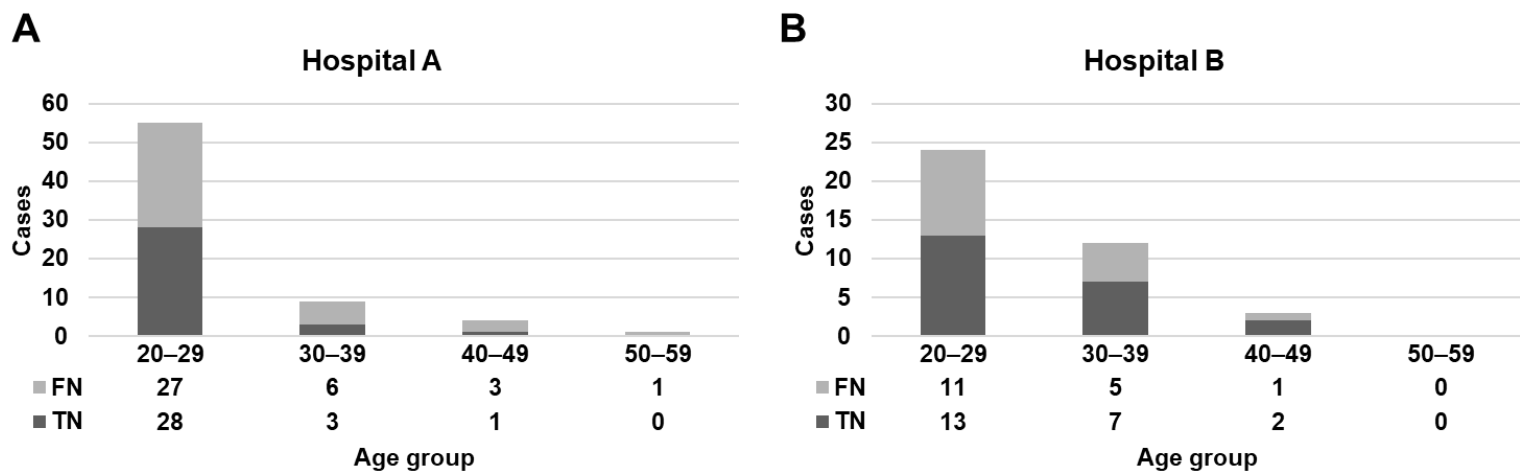 A
Hospital A
Cases
60
50
40
30
20
10
0
20–29 30–39 40–49 50–59
FN 27 6 3 1
TN 28 3 1 0
Age group
B
Hospital B
Cases
30
25
20
15
10
5
0
20–29 30–39 40–49 50–59
FN 11 5 1 0
TN 13 7 2 0
Age group